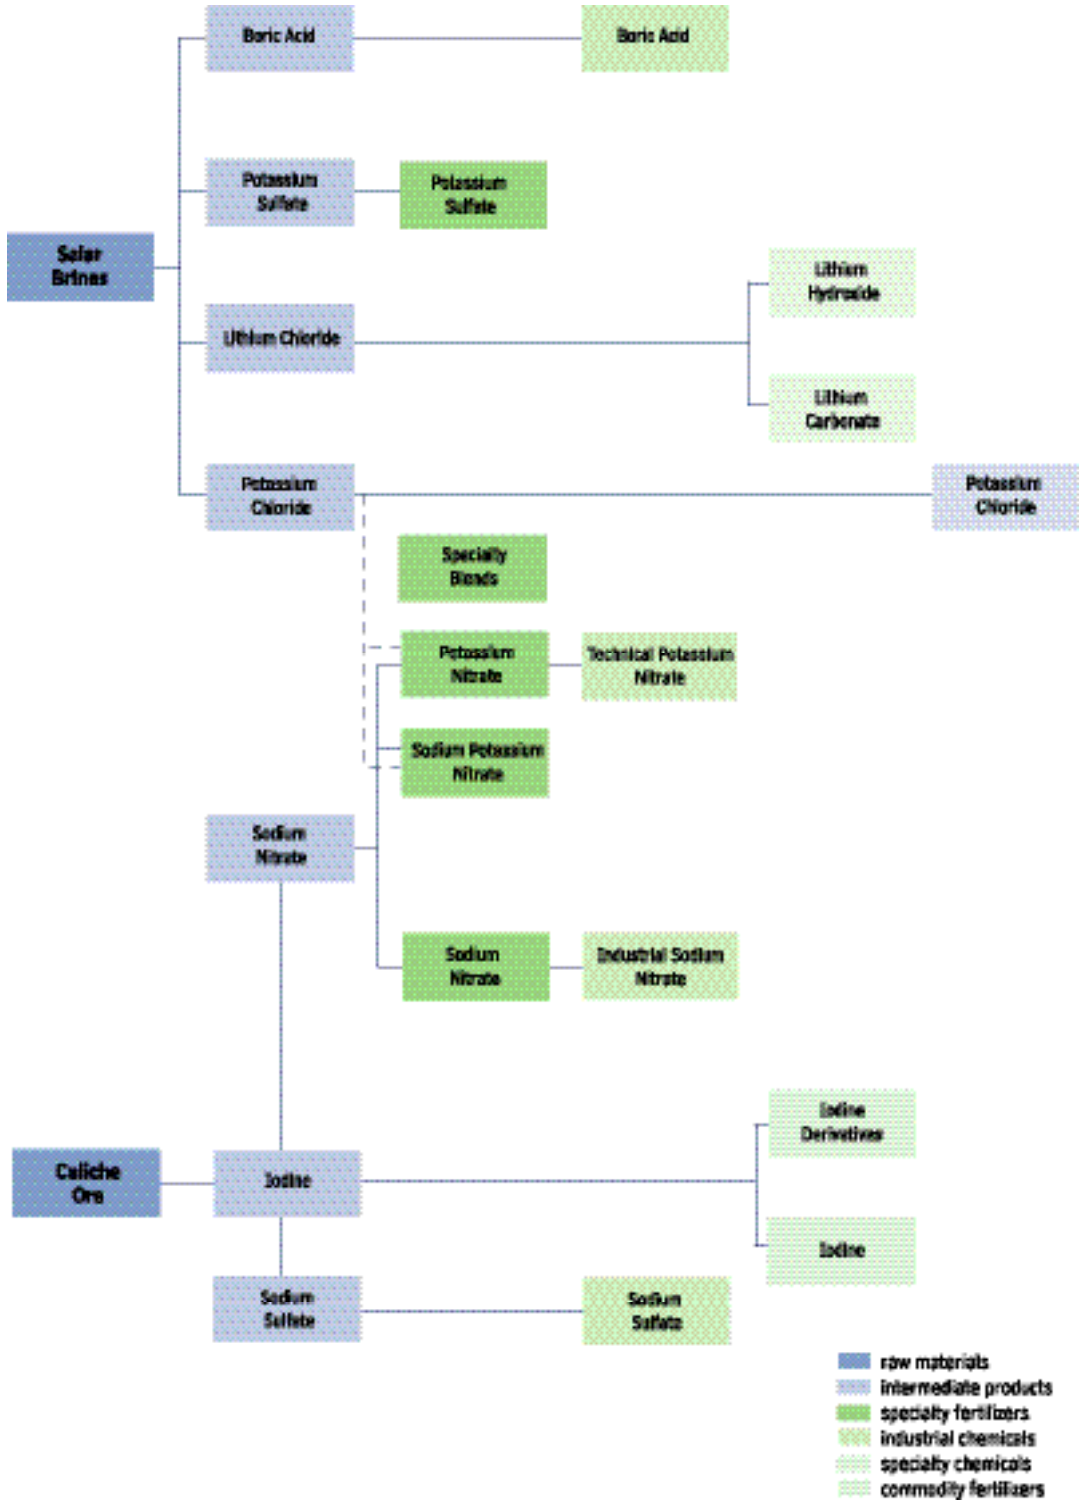 Boric Acid
Boric Acid
Potassium
Sulfate
Potassium
Sulfate
Salar
Brines
Lithium
Hydroxide
Lithium Chloride
Lithium
Carbonate
Potassium
Chloride
Potassium
Chloride
Specialty
Blends
Potassium
Nitrate
Technical Potassium
Nitrate
Sodium Potassium
Nitrate
Sodium
Nitrate
Sodium
Nitrate
Industrial Sodium
Nitrate
Iodine
Derivatives
Caliche
Ore
Iodine
Iodine
Sodium
Sulfate
Sodium
Sulfate
raw materials
intermediate products
specialty fertilizers
industrial chemicals
specialty chemicals
commodity fertilizers